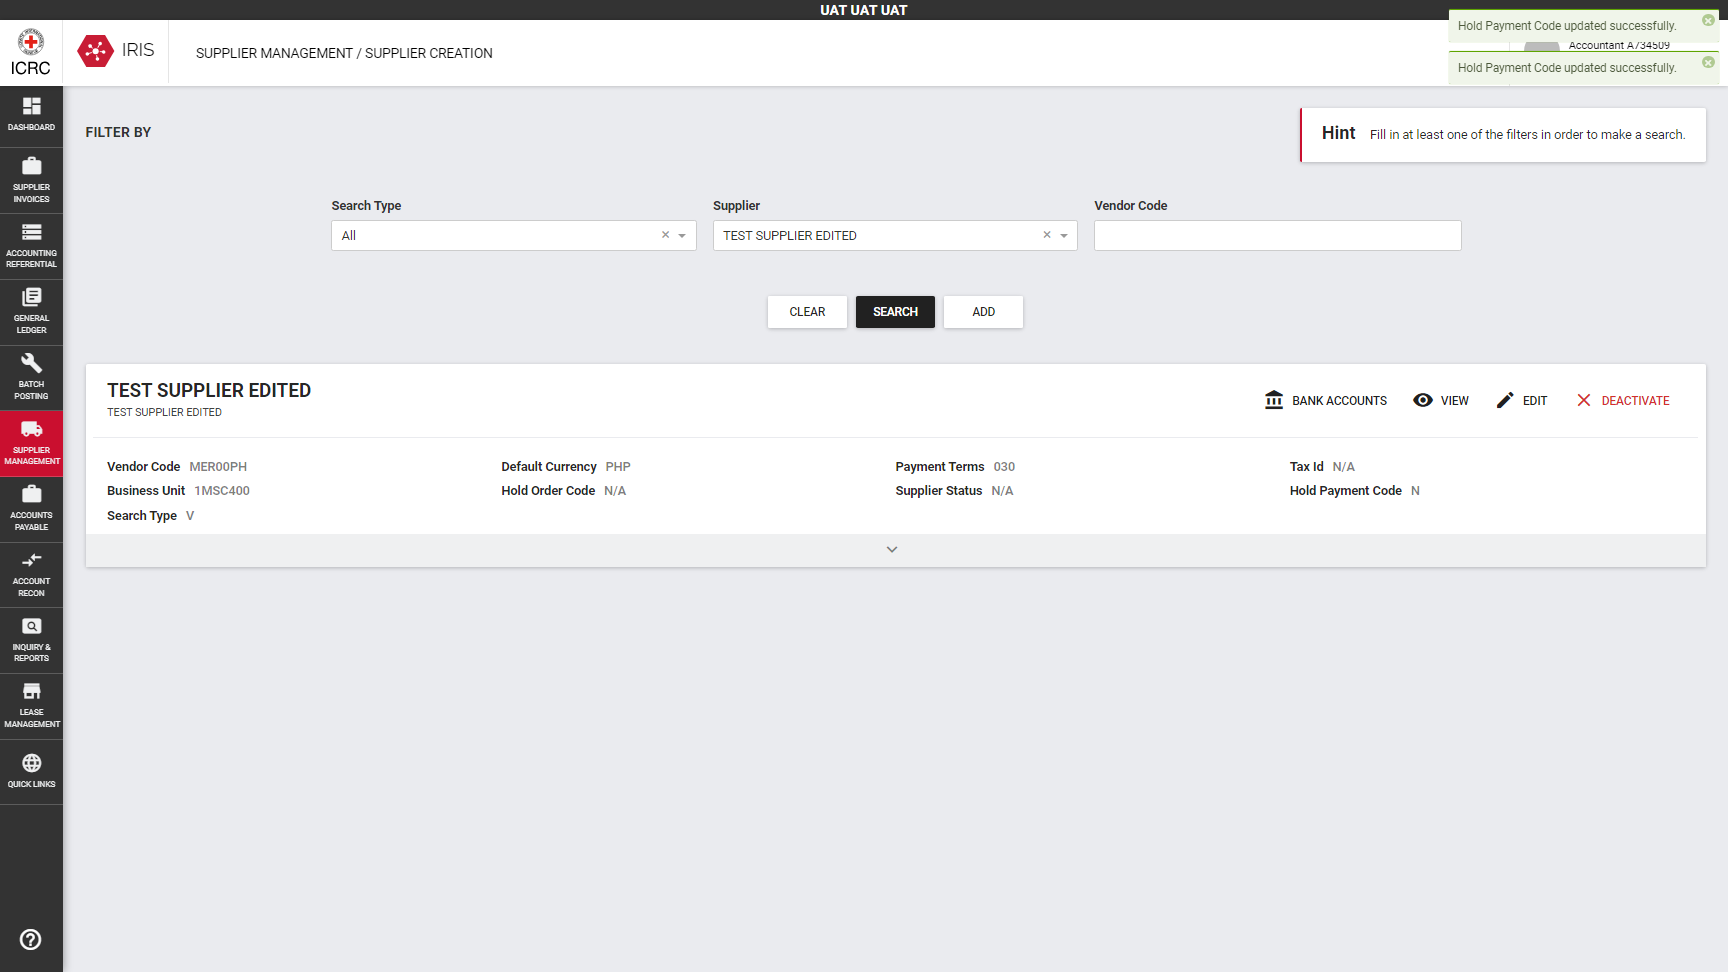 UAT UAT UAT
ICRC
IRIS
SUPPLIER MANAGEMENT / SUPPLIER CREATION
Hold Payment Code updated successfully.
Accountant A734509
Hold Payment Code updated successfully.
DASHBOARD
SUPPLIER
INVOICES
ACCOUNTING
REFERENTIAL
GENERAL
LEDGER
BATCH
POSTING
SUPPLIER
MANAGEMENT
ACCOUNTS
PAYABLE
ACCOUNT
RECON
INQUIRY &
REPORTS
LEASE
MANAGEMENT
QUICK LINKS
FILTER BY
Hint Fill in at least one of the filters in order to make a search.
Search Type
All
Supplier
TEST SUPPLIER EDITED
Vendor Code
CLEAR SEARCH ADD
TEST SUPPLIER EDITED
TEST SUPPLIER EDITED
BANK ACCOUNTS VIEW EDIT DEACTIVATE
Vendor Code MER00PH Default Currency PHP Payment Terms 030 Tax Id N/A
Business Unit 1MSC400 Hold Order Code N/A Supplier Status N/A Hold Payment Code N
Search Type V